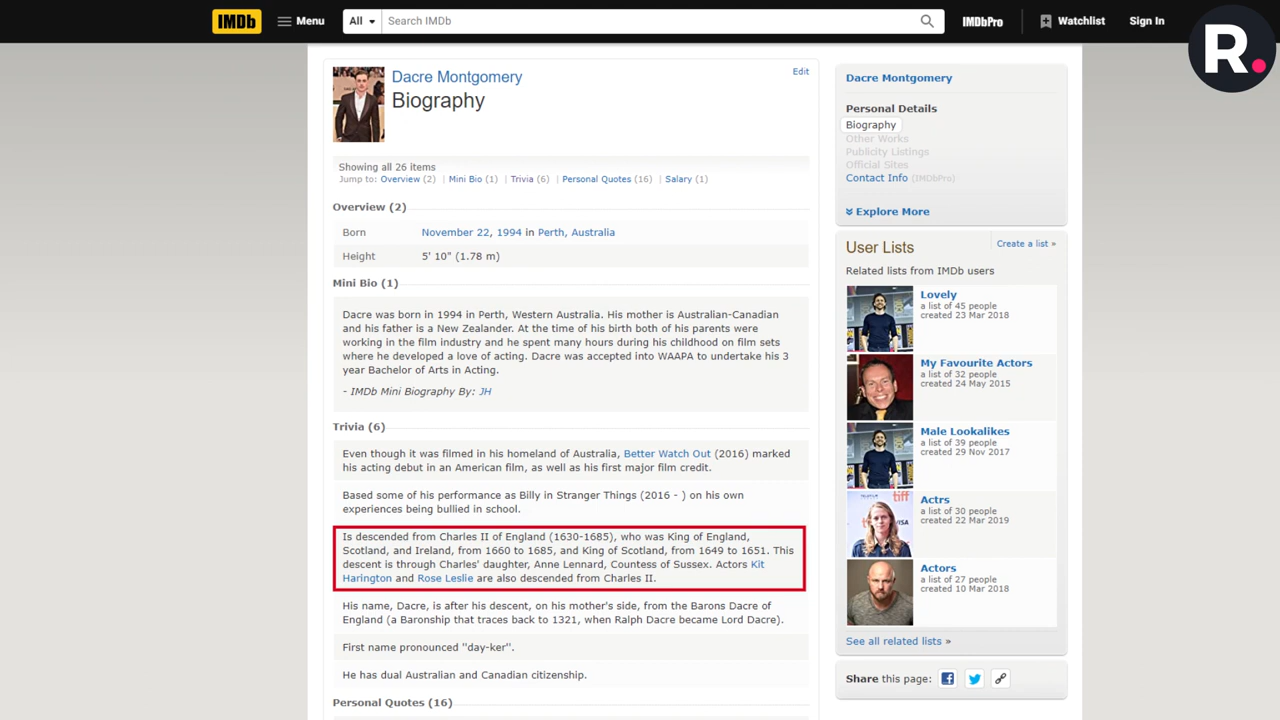 IMDb
Menu
All
Search IMDb
IMDbPro
Watchlist
Sign In
R.
Dacre Montgomery
Biography
Edit
Showing all 26 items
Jump to: Overview (2) | Mini Bio (1) | Trivia (6) | Personal Quotes (16) | Salary (1)
Overview (2)
Born November 22, 1994 in Perth, Australia
Height 5' 10" (1.78 m)
Mini Bio (1)
Dacre was born in 1994 in Perth, Western Australia. His mother is Australian-Canadian
and his father is a New Zealander. At the time of his birth both of his parents were
working in the film industry and he spent many hours during his childhood on film sets
where he developed a love of acting. Dacre was accepted into WAAPA to undertake his 3
year Bachelor of Arts in Acting.
- IMDb Mini Biography By: JH
Trivia (6)
Even though it was filmed in his homeland of Australia, Better Watch Out (2016) marked
his acting debut in an American film, as well as his first major film credit.
Based some of his performance as Billy in Stranger Things (2016 - ) on his own
experiences being bullied in school.
Is descended from Charles II of England (1630-1685), who was King of England,
Scotland, and Ireland, from 1660 to 1685, and King of Scotland, from 1649 to 1651. This
descent is through Charles' daughter, Anne Lennard, Countess of Sussex. Actors Kit
Harington and Rose Leslie are also descended from Charles II.
His name, Dacre, is after his descent, on his mother's side, from the Barons Dacre of
England (a Baronship that traces back to 1321, when Ralph Dacre became Lord Dacre).
First name pronounced "day-ker".
He has dual Australian and Canadian citizenship.
Personal Quotes (16)
Dacre Montgomery
Personal Details
Biography
Other Works
Publicity Listings
Official Sites
Contact Info (IMDbPro)
Explore More
User Lists
Create a list »
Related lists from IMDb users
Lovely
a list of 45 people
created 23 Mar 2018
My Favourite Actors
a list of 32 people
created 24 May 2015
Male Lookalikes
a list of 39 people
created 29 Nov 2017
Actrs
a list of 30 people
created 22 Mar 2019
tiff
VISA
Actors
a list of 27 people
created 10 Mar 2018
See all related lists »
Share this page: